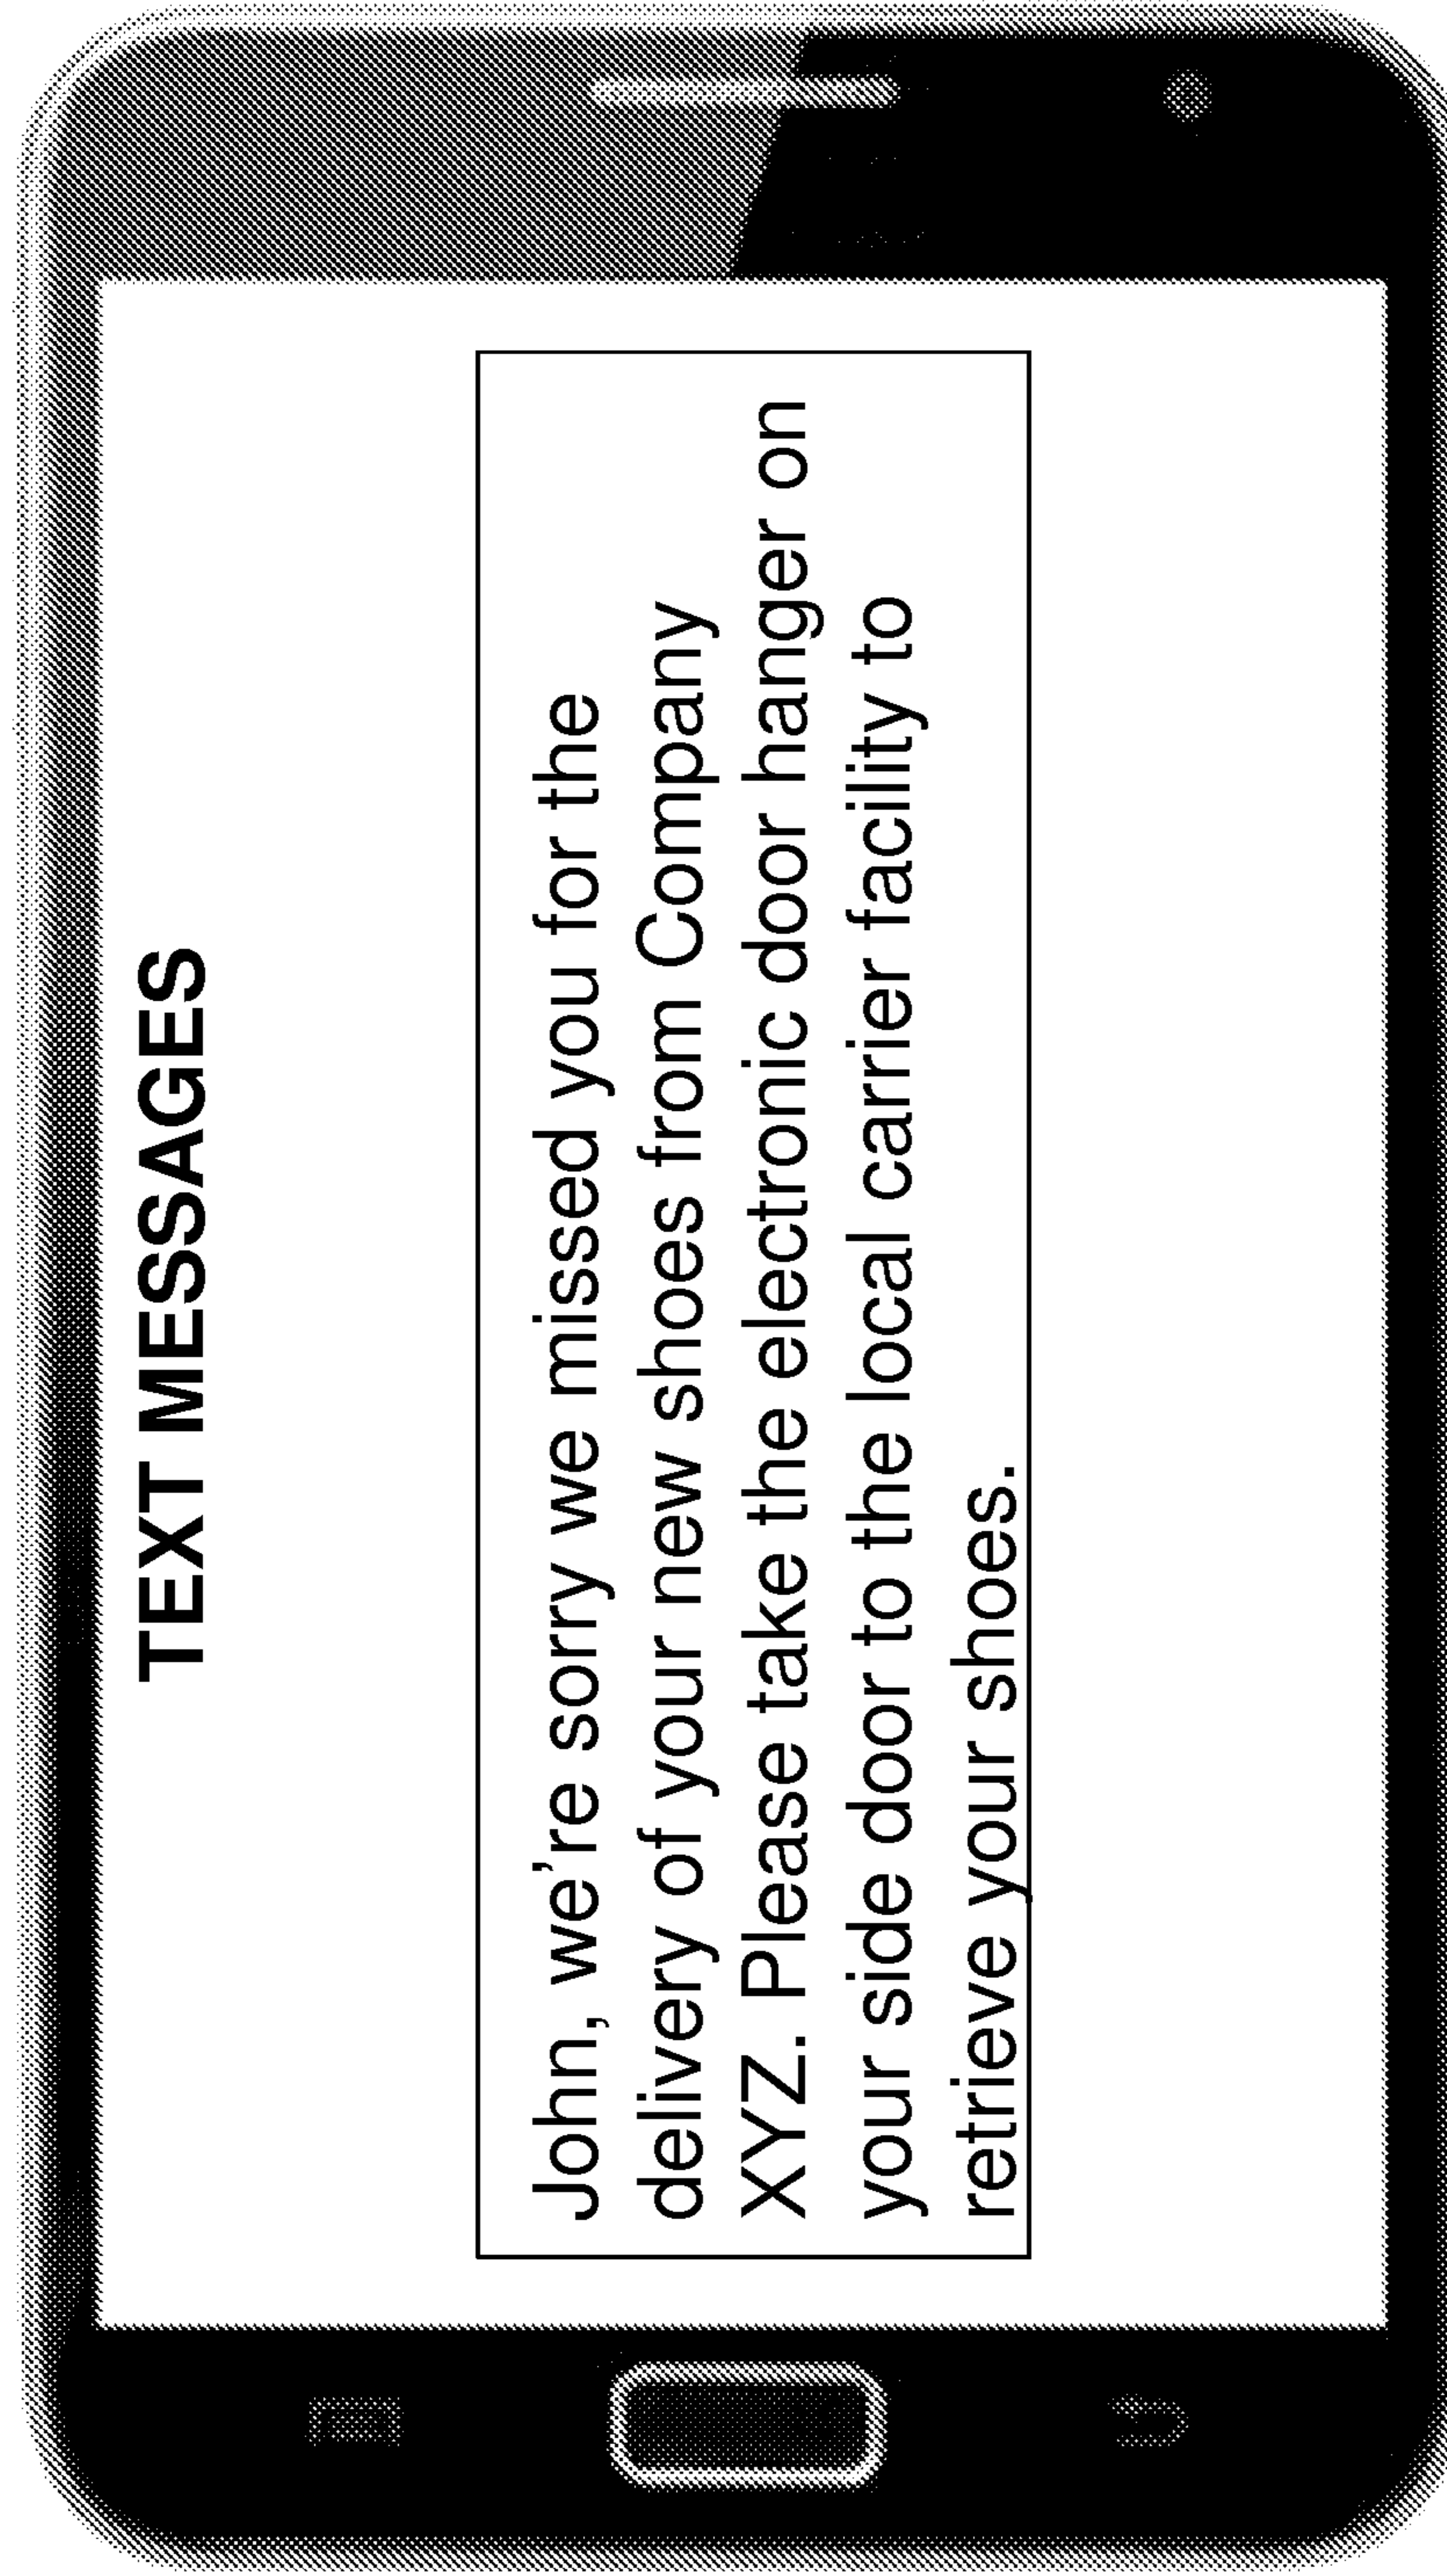 TEXT MESSAGES
John, we're sorry we missed you for the
delivery of your new shoes from Company
XYZ. Please take the electronic door hanger on
your side door to the local carrier facility to
retrieve your shoes.